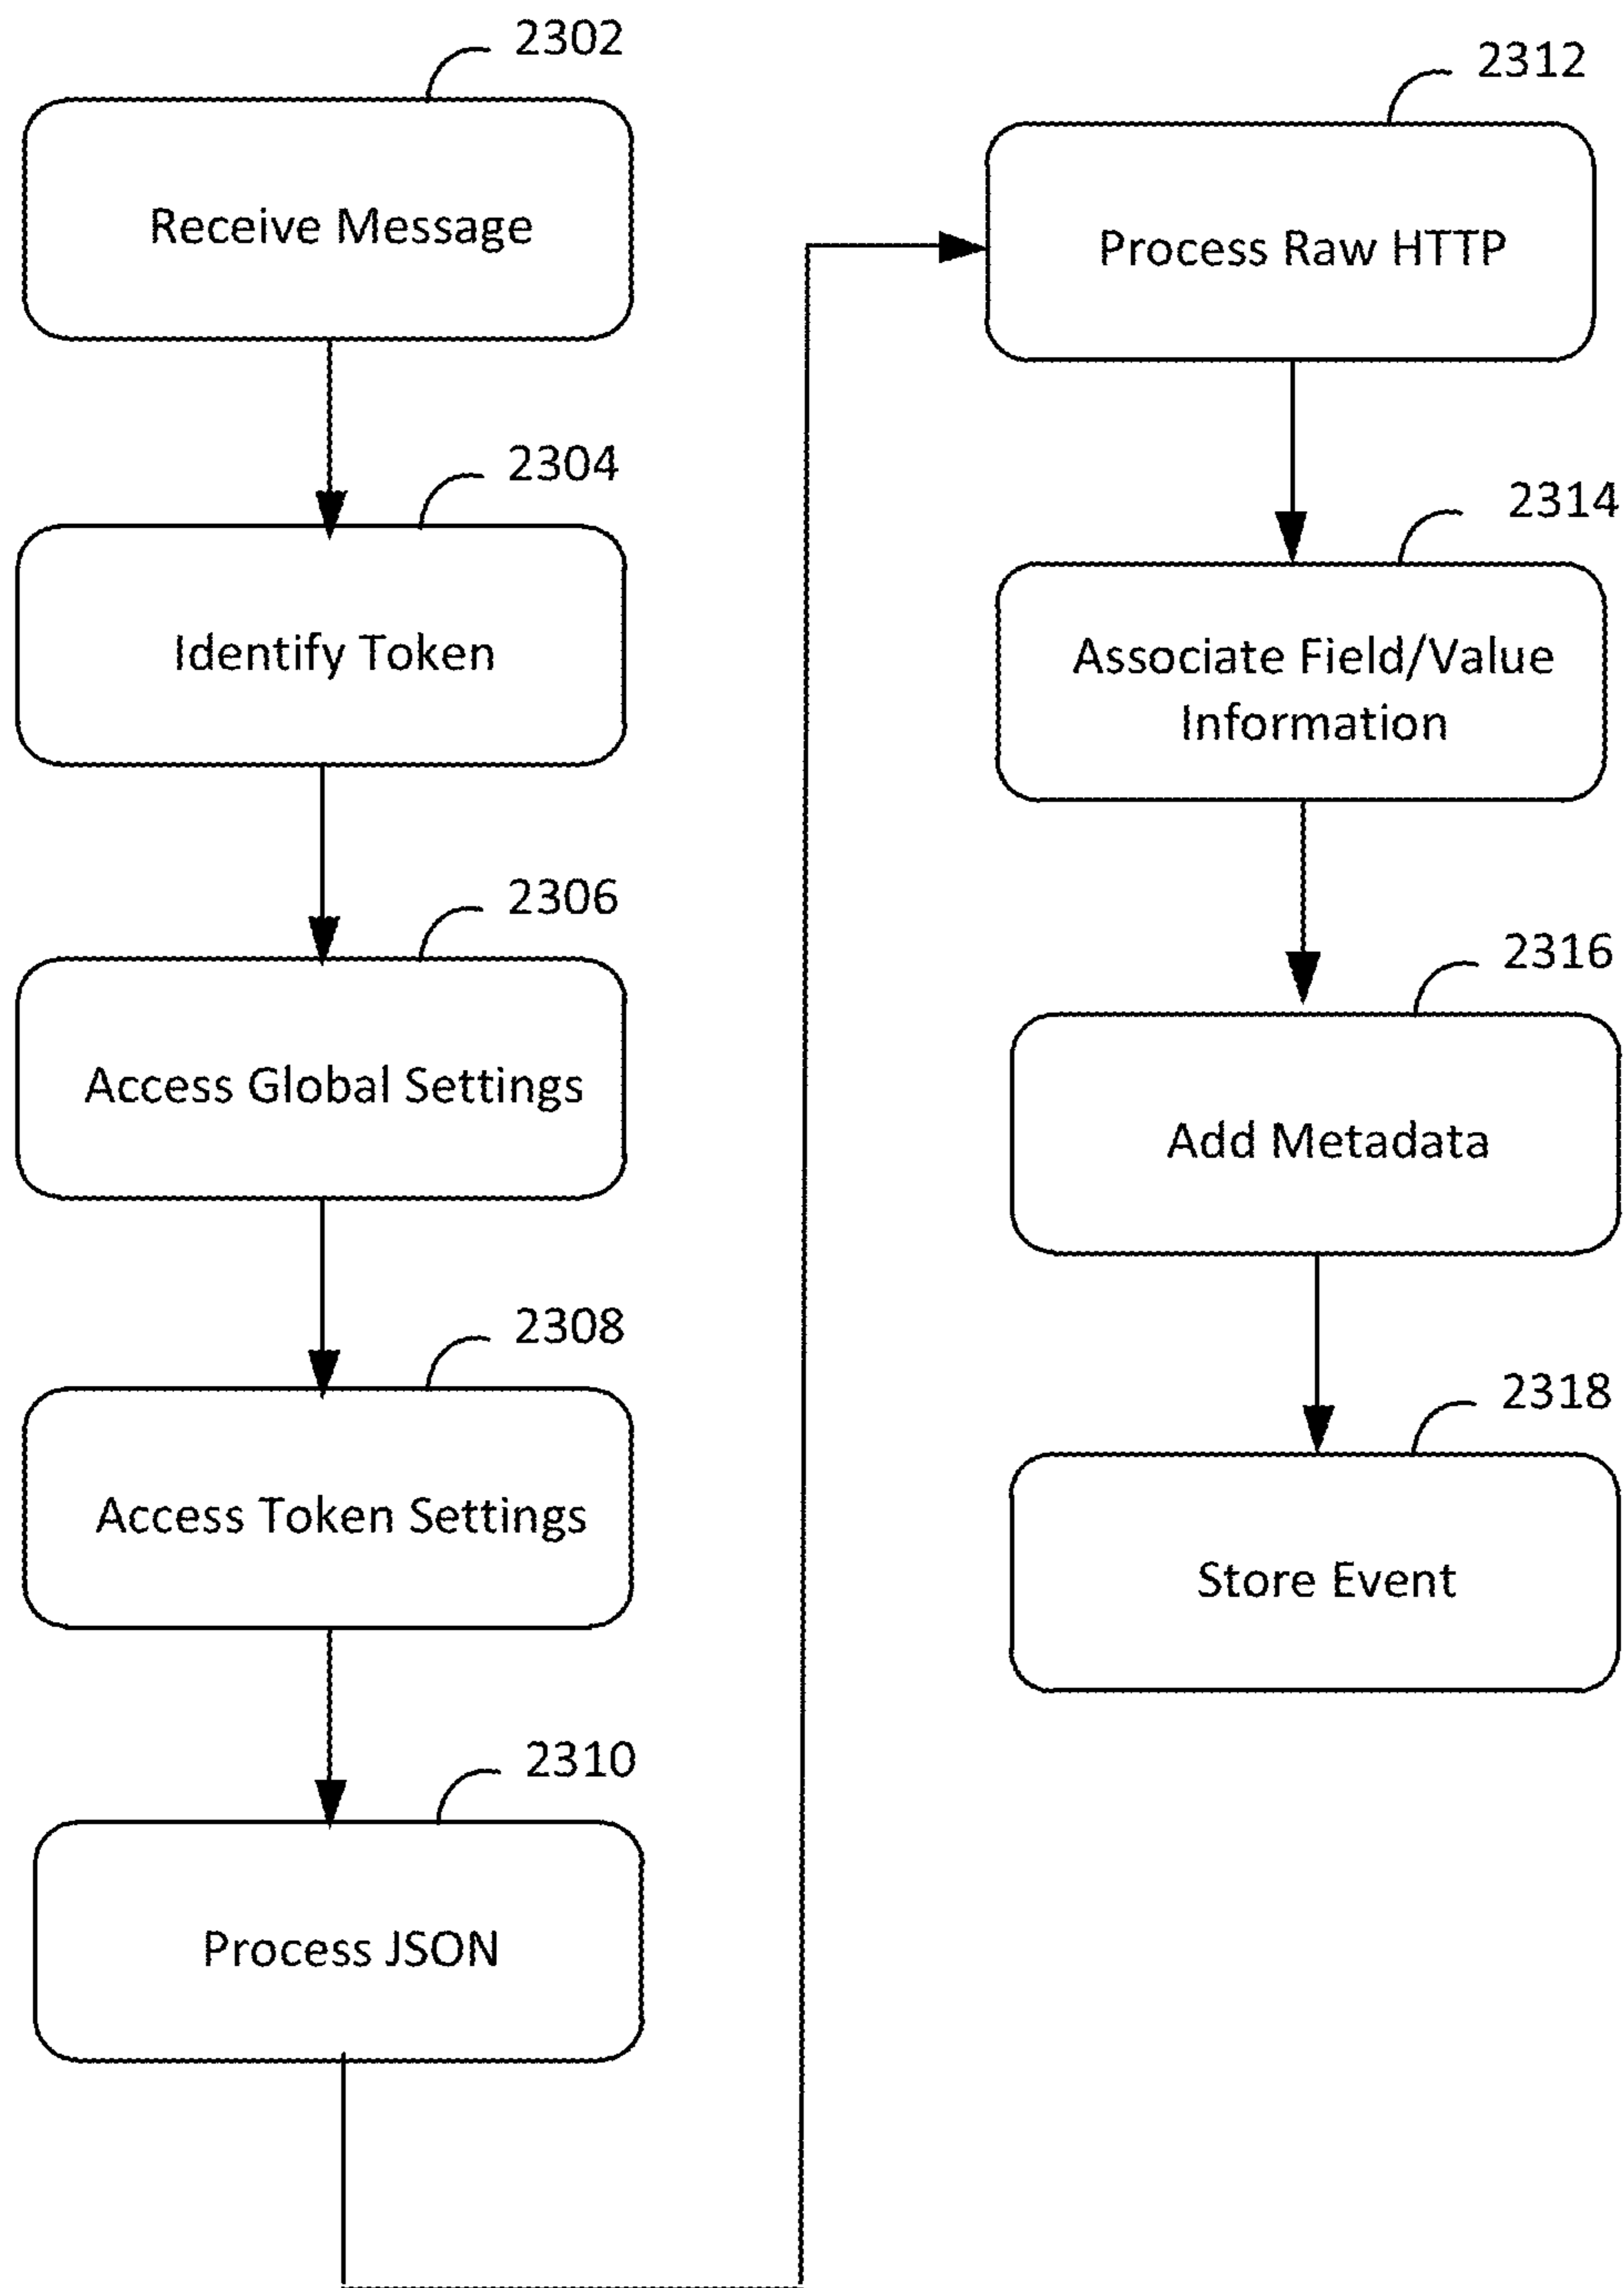 2302
Receive Message
2304
Identify Token
2306
Access Global Settings
2308
Access Token Settings
2310
Process JSON
2312
Process Raw HTTP
2314
Associate Field/Value
Information
2316
Add Metadata
2318
Store Event